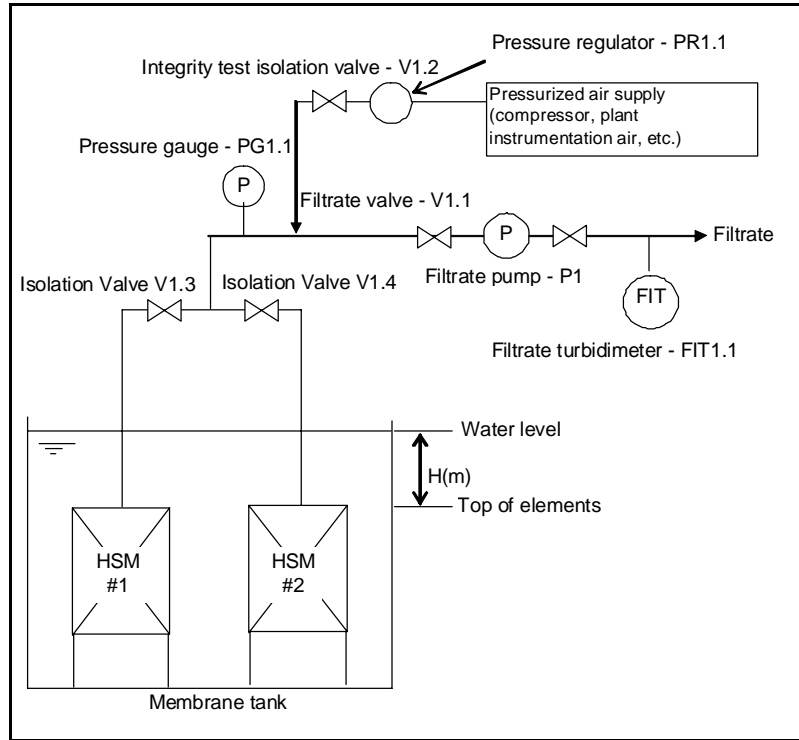 Pressure regulator - PR1.1
Integrity test isolation valve - V1.2
Pressurized air supply
(compressor, plant
instrumentation air, etc.)
Pressure gauge - PG1.1
P
Filtrate valve - V1.1
P
Filtrate
Isolation Valve V1.3
Isolation Valve V1.4
Filtrate pump - P1
FIT
Filtrate turbidimeter - FIT1.1
Water level
H(m)
Top of elements
HSM
#1
HSM
#2
Membrane tank